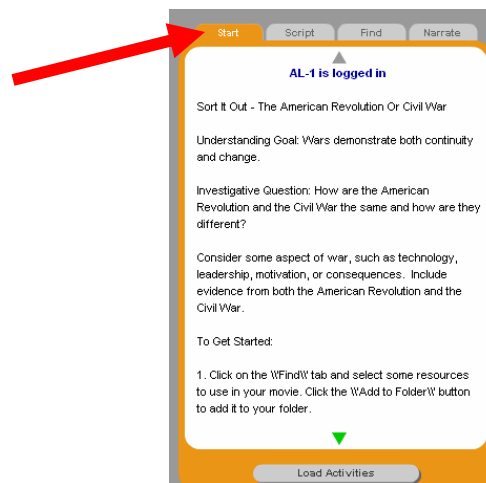 Start Script Find Narrate
AL-1 is logged in
Sort It Out - The American Revolution Or Civil War
Understanding Goal: Wars demonstrate both continuity
and change.
Investigative Question: How are the American
Revolution and the Civil War the same and how are they
different?
Consider some aspect of war, such as technology,
leadership, motivation, or consequences.  Include
evidence from both the American Revolution and the
Civil War.
To Get Started:
1. Click on the \\'Find\\' tab and select some resources
to use in your movie. Click the \\'Add to Folder\\' button
to add it to your folder.
Load Activities